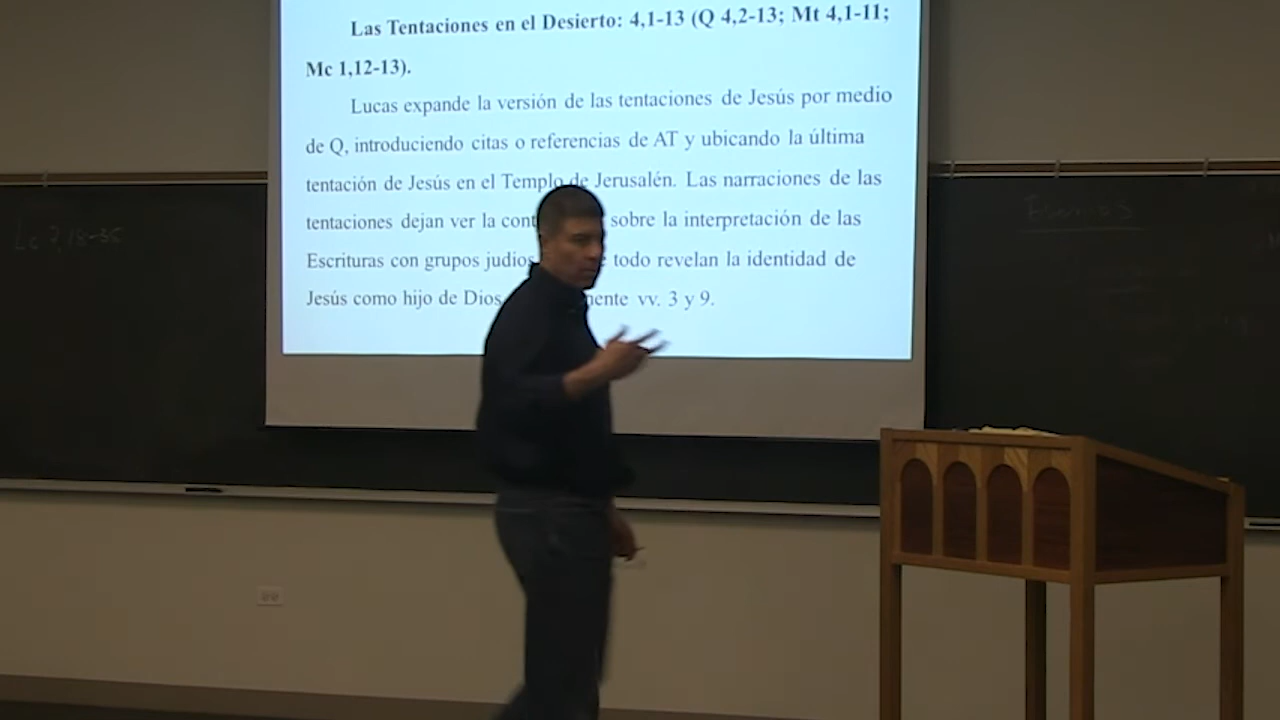 Las Tentaciones en el Desierto: 4,1-13 (Q 4,2-13; Mt 4,1-11;
Mc 1,12-13).
Lucas expande la versión de las tentaciones de Jesús por medio
de Q, introduciendo citas o referencias de AT y ubicando la última
tentación de Jesús en el Templo de Jerusalén. Las narraciones de las
tentaciones dejan ver la cont sobre la interpretación de las
Escrituras con grupos judios todo revelan la identidad de
Jesús como hijo de Dios mente vv. 3 y 9.